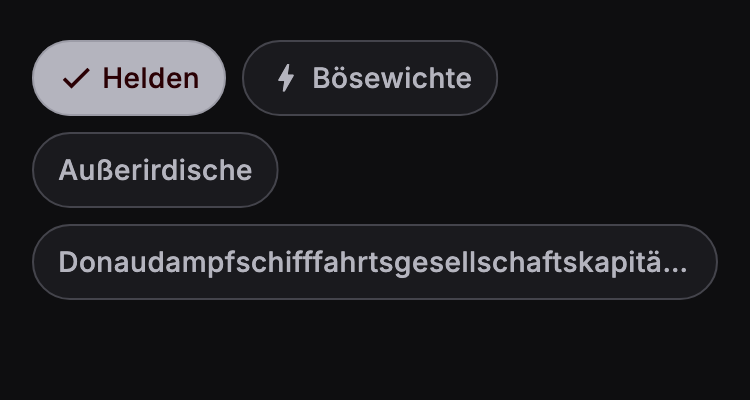 Helden
Bösewichte
Außerirdische
Donaudampfschifffahrtsgesellschaftskapitä...